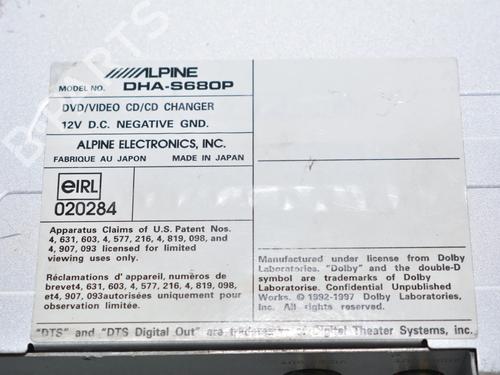 ALPINE
MODEL NO. DHA-S680P
DVD/VIDEO CD/CD CHANGER
12V D.C. NEGATIVE GND.
ALPINE ELECTRONICS, INC.
FABRIQUE AU JAPON MADE IN JAPAN
eIRL
020284
Apparatus Claims of U.S. Patent Nos.
4, 631, 603, 4, 577, 216, 4, 819, 098, and
4, 907, 093 licensed for limited
viewing uses only.
Réclamations d' appareil, numéros de
brevet4, 631, 603, 4, 577, 216, 4, 819, 098,
et4, 907, 093autorisées uniquement pour
observation limitée.
Manufactured under license from Dolby
Laboratories. "Dolby" and the double-D
symbol are trademarks of Dolby
Laboratorise. Confidential Unpublished
Works. © 1992-1997 Dolby Laboratories,
Inc. All rights reserved.
"DTS" and "DTS Digital Out" are of Digital Theater Systems, inc.